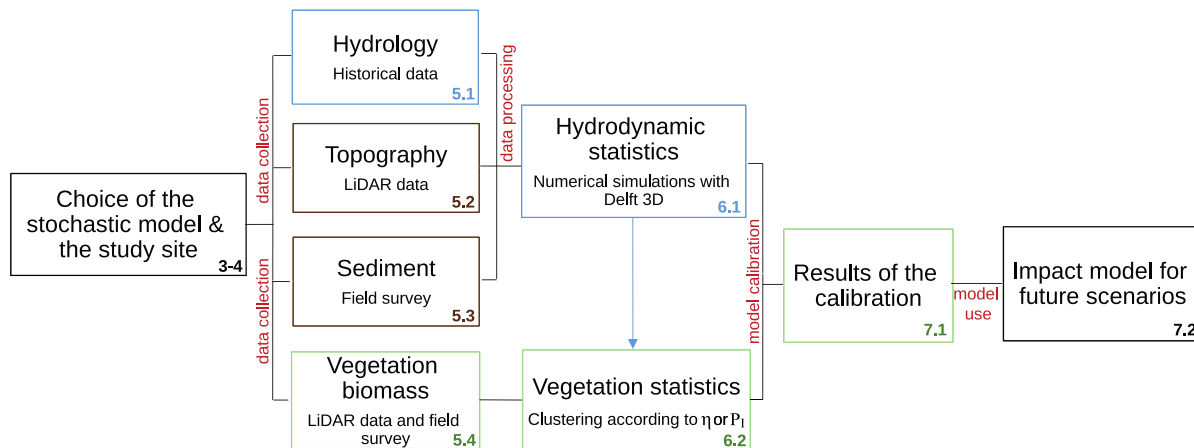 Choice of the
stochastic model &
the study site
3-4
data collection
data collection
Hydrology
Historical data
5.1
Topography
LiDAR data
5.2
Sediment
Field survey
5.3
Vegetation
biomass
LiDAR data and field
survey
5.4
data processing
Hydrodynamic
statistics
Numerical simulations with
Delft 3D
6.1
Vegetation statistics
Clustering according to η or P_I
6.2
model calibration
Results of the
calibration
7.1
model
use
Impact model for
future scenarios
7.2